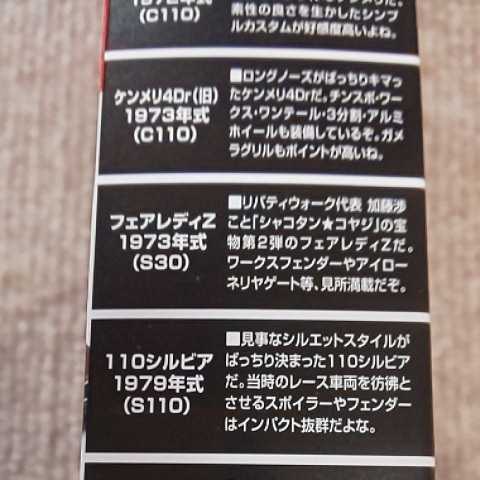 (C110)
素性の良さを生かしたシンプ
ルカスタムが好感度高いよね。
ケンメリ4Dr(旧)
1973年式
(C110)
■ロングノーズがばっちりキマっ
たケンメリ4Drだ。チンスポ・ワー
クス・ワンテール・3分割・アルミ
ホイールも装備しているぞ。ガメ
ラグリルもポイントが高いね。
フェアレディZ
1973年式
(S30)
■リバティウォーク代表 加藤渉
こと「シャコタン★コヤジ」の宝
物第2弾のフェアレディZだ。
ワークスフェンダーやアイロー
ネリヤゲート等、見所満載だぞ。
110シルビア
1979年式
(S110)
■見事なシルエットスタイルが
ばっちり決まった110シルビア
だ。当時のレース車両を彷彿と
させるスポイラーやフェンダー
はインパクト抜群だよな。